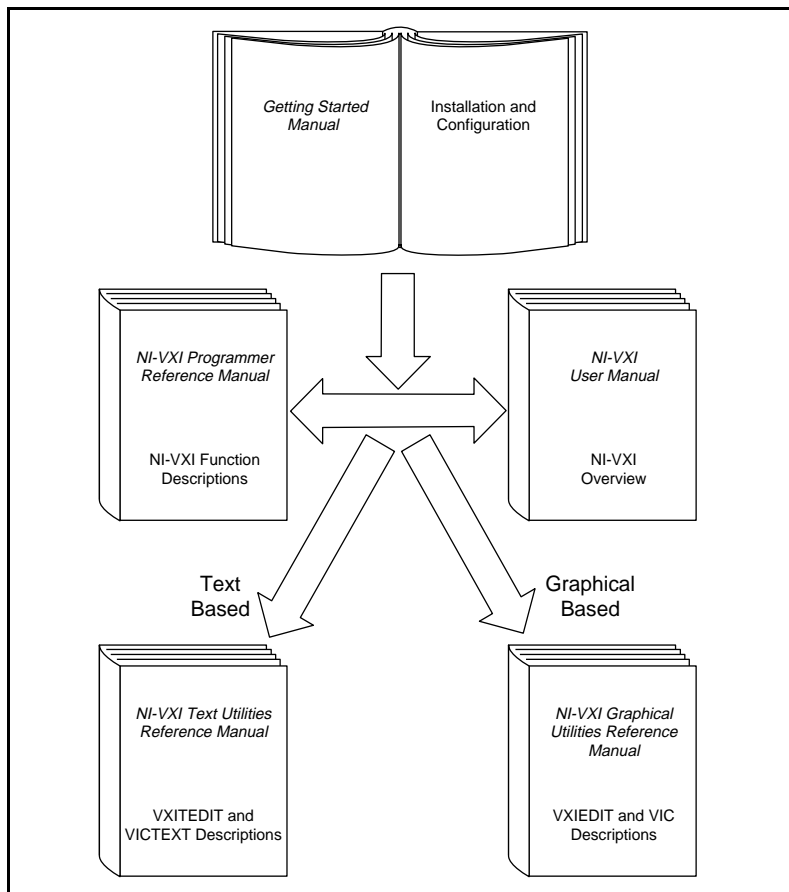 Getting Started
Manual
Installation and
Configuration
NI-VXI Programmer
Reference Manual
NI-VXI Function
Descriptions
NI-VXI
User Manual
NI-VXI
Overview
Text
Based
Graphical
Based
NI-VXI Text Utilities
Reference Manual
VXITEDIT and
VICTEXT Descriptions
NI-VXI Graphical
Utilities Reference
Manual
VXIEDIT and VIC
Descriptions